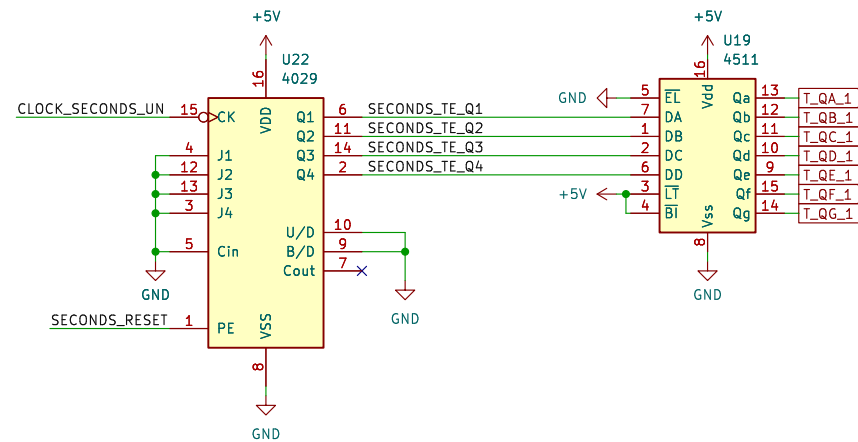 +5V
U22
4029
16
VDD
CLOCK_SECONDS_UN
15
CK
Q1
6
SECONDS_TE_Q1
Q2
11
SECONDS_TE_Q2
4
J1
Q3
14
SECONDS_TE_Q3
12
J2
Q4
2
SECONDS_TE_Q4
13
J3
3
J4
U/D
10
5
Cin
B/D
9
Cout
7
GND
GND
SECONDS_RESET
1
PE
VSS
8
GND
+5V
U19
4511
16
Vdd
GND
5
EL
Qa
13
T_QA_1
7
DA
Qb
12
T_QB_1
1
DB
Qc
11
T_QC_1
2
DC
Qd
10
T_QD_1
6
DD
Qe
9
T_QE_1
+5V
3
LT
Qf
15
T_QF_1
4
BI
Qg
14
T_QG_1
Vss
8
GND